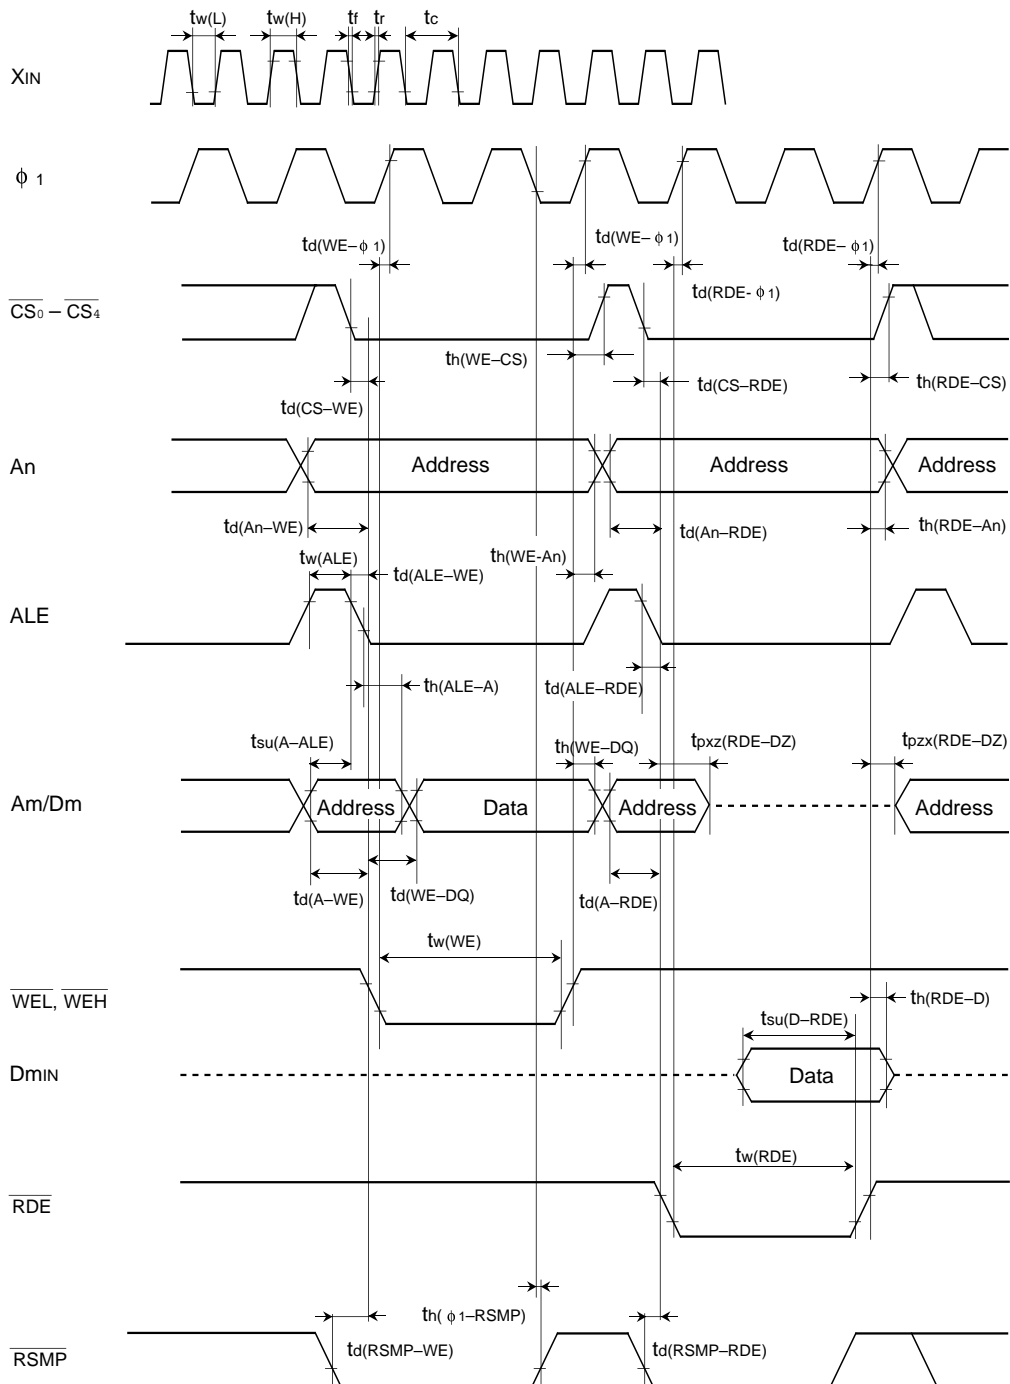 tw(L) tw(H) tf tr tc
XIN
ϕ 1
td(WE–ϕ 1) td(WE–ϕ 1) td(RDE–ϕ 1)
td(RDE-ϕ 1)
CS0 – CS4
th(WE–CS)
td(CS–WE) td(CS–RDE) th(RDE–CS)
An Address Address Address
td(An–WE) td(An–RDE) th(RDE–An)
tw(ALE) td(ALE–WE) th(WE-An)
ALE
th(ALE–A) td(ALE–RDE)
tsu(A–ALE) th(WE–DQ) tpxz(RDE–DZ) tpzx(RDE–DZ)
Am/Dm Address Data Address Address
td(A–WE) td(WE–DQ) td(A–RDE)
tw(WE)
WEL, WEH
th(RDE–D)
tsu(D–RDE)
DmIN Data
tw(RDE)
RDE
th( ϕ 1–RSMP)
td(RSMP–WE) td(RSMP–RDE)
RSMP